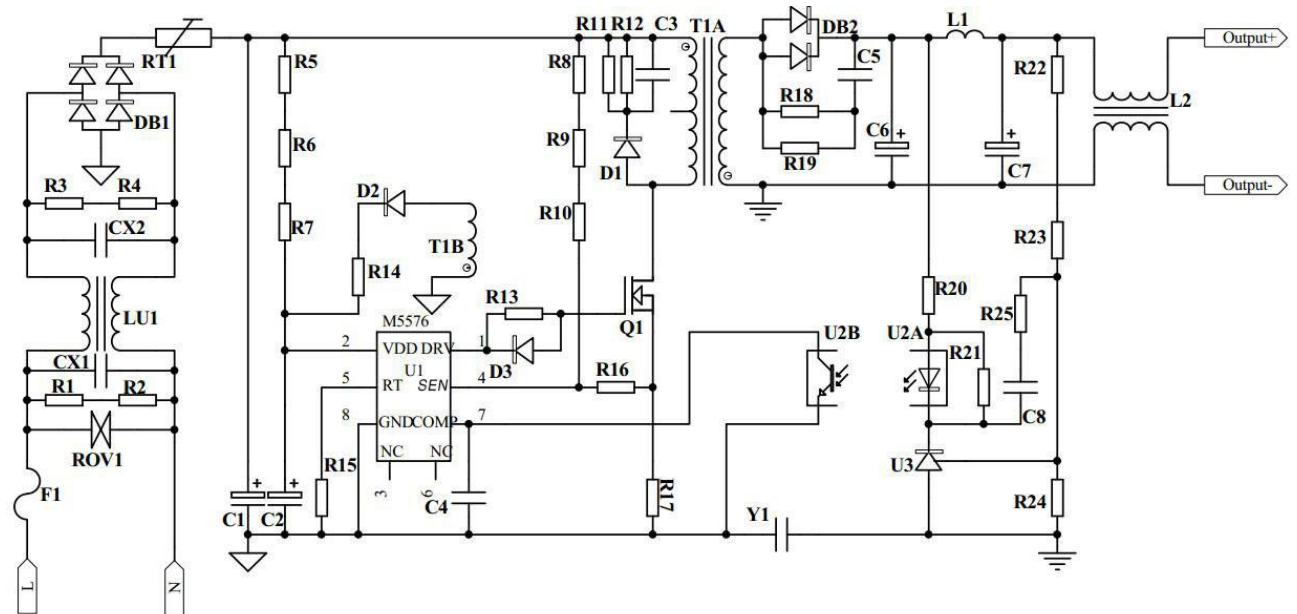 RT1
DB1
R3
R4
CX2
LU1
CX1
R1
R2
ROV1
F1
L
N
R5
R6
R7
C1
C2
D2
R14
T1B
M5576
2
VDD
DRV
1
U1
5
RT
SEN
4
8
GND
COMP
7
NC
NC
3
6
R15
C4
R13
D3
R8
R9
R10
R11
R12
C3
D1
T1A
Q1
R16
R17
DB2
C5
R18
R19
C6
L1
C7
R22
L2
Output+
Output-
R23
R20
R25
U2B
U2A
R21
C8
U3
R24
Y1
+
+
+
+